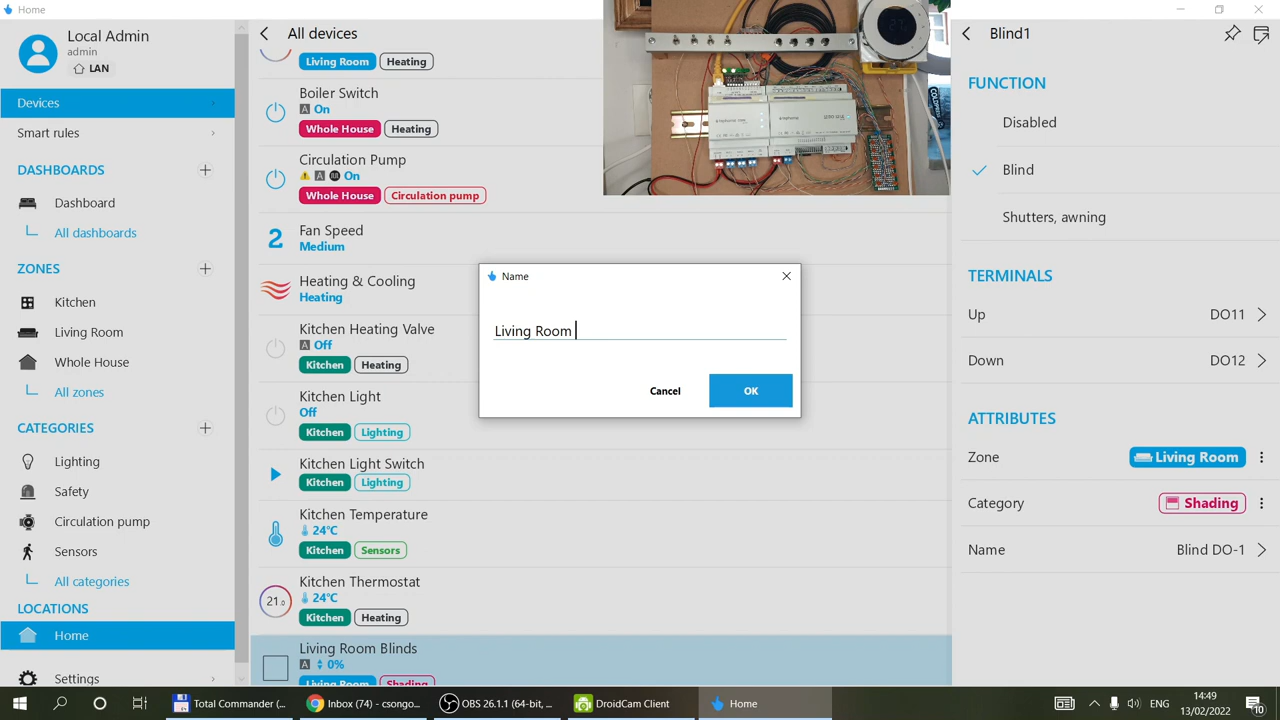 Home
Local Admin
admin
LAN
Devices
Smart rules
DASHBOARDS
Dashboard
All dashboards
ZONES
Kitchen
Living Room
Whole House
All zones
CATEGORIES
Lighting
Safety
Circulation pump
Sensors
All categories
LOCATIONS
Home
Settings
All devices
Living Room Heating
Boiler Switch
A On
Whole House Heating
Circulation Pump
A On
Whole House Circulation pump
2 Fan Speed
Medium
Heating & Cooling
Heating
Kitchen Heating Valve
A Off
Kitchen Heating
Kitchen Light
Off
Kitchen Lighting
Kitchen Light Switch
Kitchen Lighting
Kitchen Temperature
24°C
Kitchen Sensors
Kitchen Thermostat
21.0 24°C
Kitchen Heating
Living Room Blinds
A 0%
Living Room Shading
Name
Living Room
Cancel OK
Blind1
FUNCTION
Disabled
Blind
Shutters, awning
TERMINALS
Up DO11
Down DO12
ATTRIBUTES
Zone Living Room
Category Shading
Name Blind DO-1
Total Commander (...
Inbox (74) - csongo...
OBS 26.1.1 (64-bit, ...
DroidCam Client
Home
ENG
14:49
13/02/2022